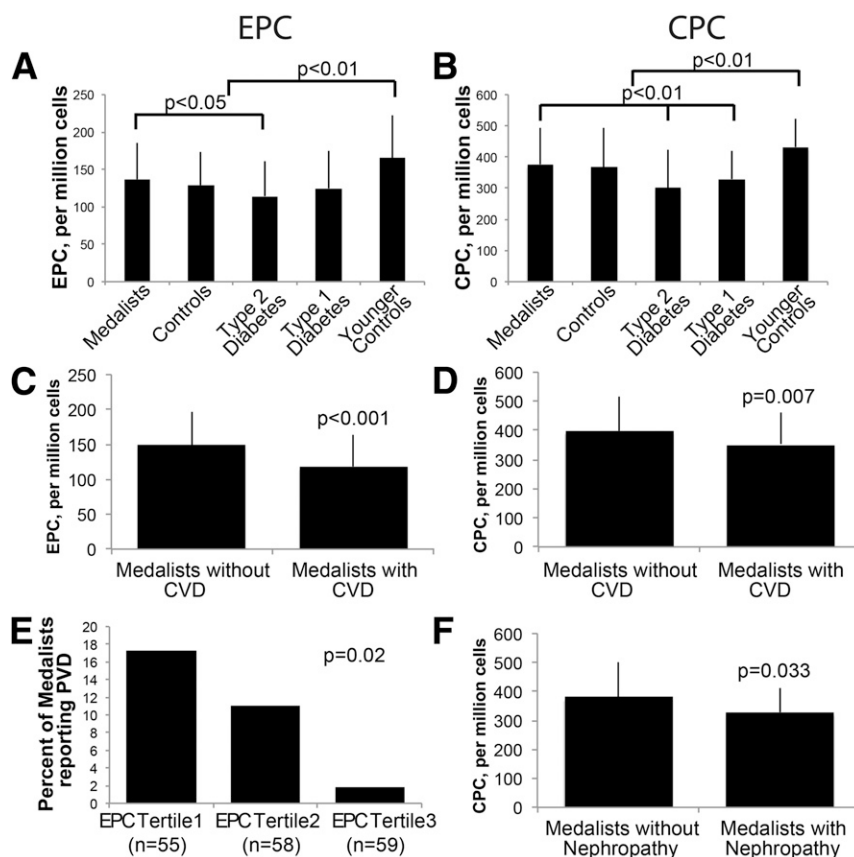 EPC
CPC
A
p<0.01
p<0.05
EPC, per million cells
250
200
150
100
50
0
Medalists
Controls
Type 2
Diabetes
Type 1
Diabetes
Younger
Controls
B
p<0.01
p<0.01
CPC, per million cells
600
500
400
300
200
100
0
Medalists
Controls
Type 2
Diabetes
Type 1
Diabetes
Younger
Controls
C
EPC, per million cells
250
200
150
100
50
0
p<0.001
Medalists without
CVD
Medalists with
CVD
D
CPC, per million cells
600
500
400
300
200
100
0
p=0.007
Medalists without
CVD
Medalists with
CVD
E
Percent of Medalists
reporting PVD
20
18
16
14
12
10
8
6
4
2
0
p=0.02
EPCTertile1
(n=55)
EPCTertile2
(n=58)
EPCTertile3
(n=59)
F
CPC, per million cells
600
500
400
300
200
100
0
p=0.033
Medalists without
Nephropathy
Medalists with
Nephropathy